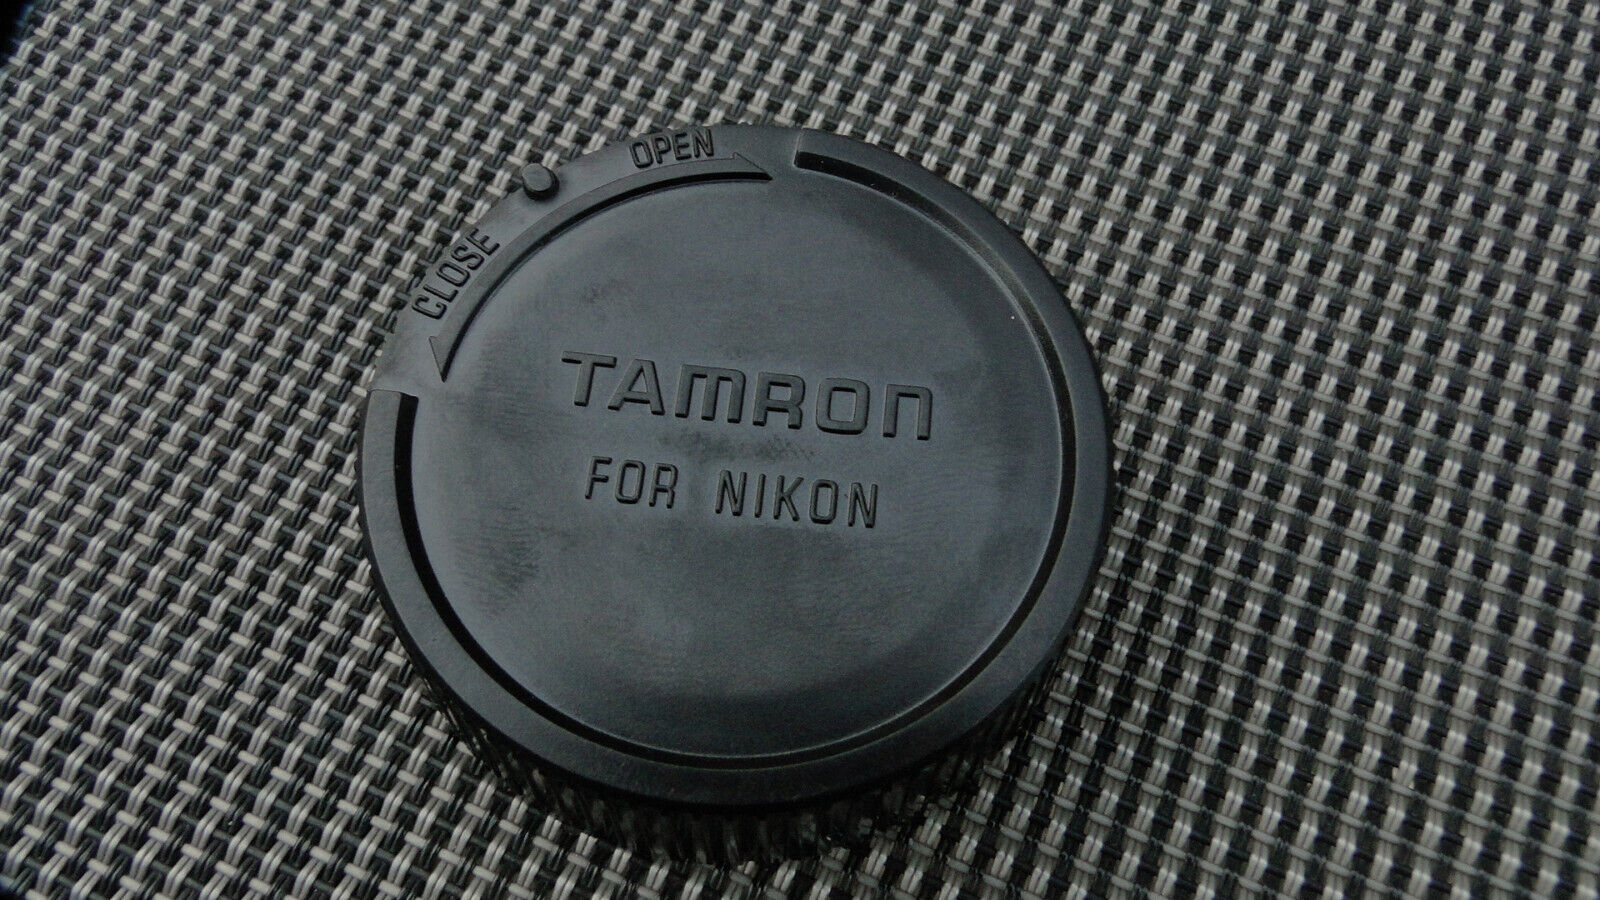 OPEN
CLOSE
TAMRON
FOR NIKON